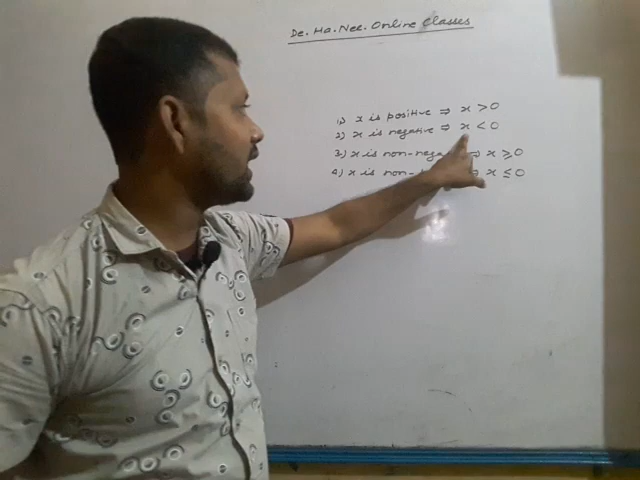 De. Ha. Nee. Online Classes
1) x is positive ⇒ x > 0
2) x is negative ⇒ x < 0
3) x is non-nega ⇒ x ⩾ 0
4) x is non- ⇒ x ≤ 0